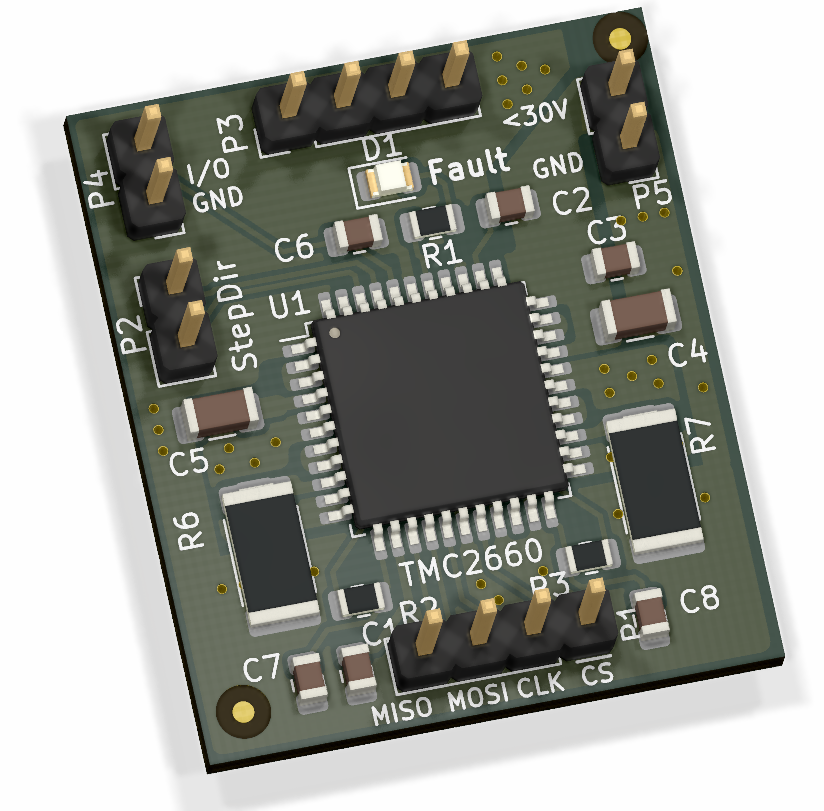 P3
<30V
D1
Fault
I/O
GND
P4
GND
P5
C2
C6
R1
C3
U1
StepDir
P2
C4
C5
R7
R6
TMC2660
R3
R2
C1
P1
C8
C7
MISO MOSI CLK CS